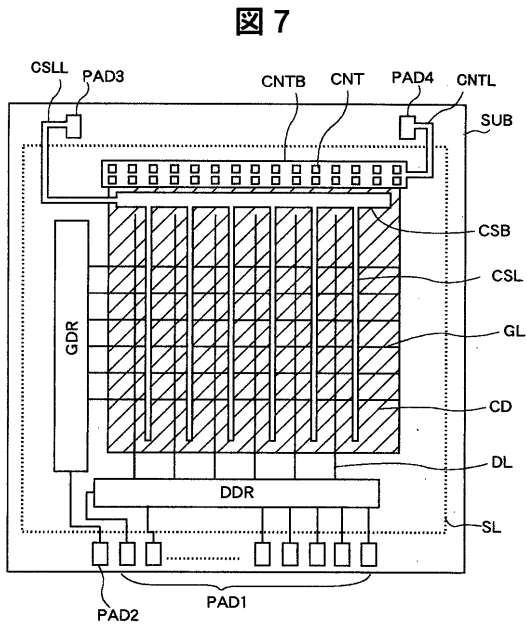 図7
CSLL
PAD3
CNTB
CNT
PAD4
CNTL
SUB
CSB
CSL
GDR
GL
CD
DL
DDR
SL
PAD2
PAD1